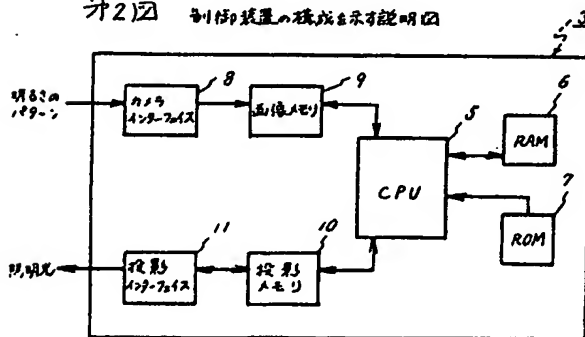 オ2図 制御装置の構成を示す説明図
3
明るさの
パターン
8
カメラ
インターフェイス
9
画像メモリ
5
CPU
6
RAM
7
ROM
照明光
11
投影
インターフェイス
10
投影
メモリ